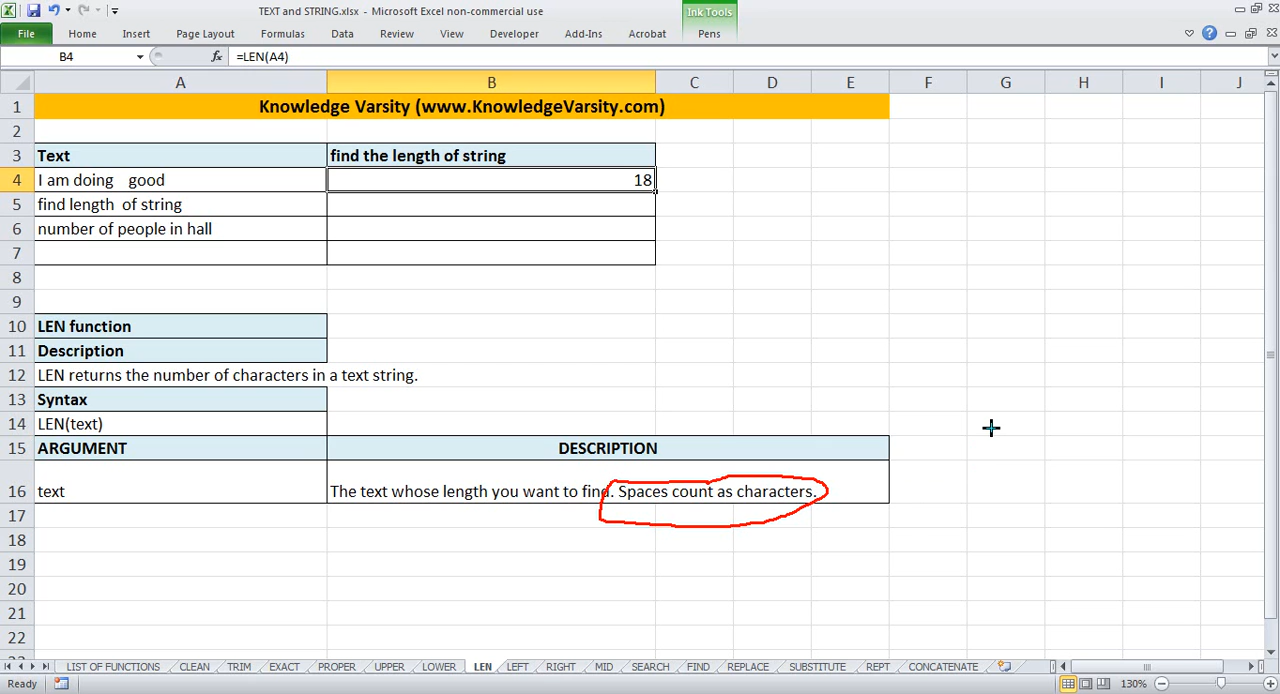 TEXT and STRING.xlsx - Microsoft Excel non-commercial use
Ink Tools
File Home Insert Page Layout Formulas Data Review View Developer Add-Ins Acrobat Pens
B4 fx =LEN(A4)
A B C D E F G H I J
1 Knowledge Varsity (www.KnowledgeVarsity.com)
2
3 Text find the length of string
4 I am doing    good 18
5 find length  of string
6 number of people in hall
7
8
9
10 LEN function
11 Description
12 LEN returns the number of characters in a text string.
13 Syntax
14 LEN(text)
15 ARGUMENT DESCRIPTION
16 text The text whose length you want to find. Spaces count as characters.
17
18
19
20
21
22
LIST OF FUNCTIONS CLEAN TRIM EXACT PROPER UPPER LOWER LEN LEFT RIGHT MID SEARCH FIND REPLACE SUBSTITUTE REPT CONCATENATE
Ready 130%